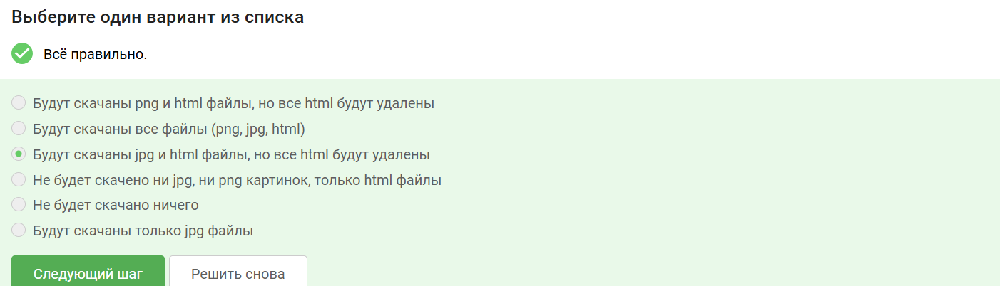 Выберите один вариант из списка
Всё правильно.
Будут скачаны png и html файлы, но все html будут удалены
Будут скачаны все файлы (png, jpg, html)
Будут скачаны jpg и html файлы, но все html будут удалены
Не будет скачено ни jpg, ни png картинок, только html файлы
Не будет скачано ничего
Будут скачаны только jpg файлы
Следующий шаг Решить снова